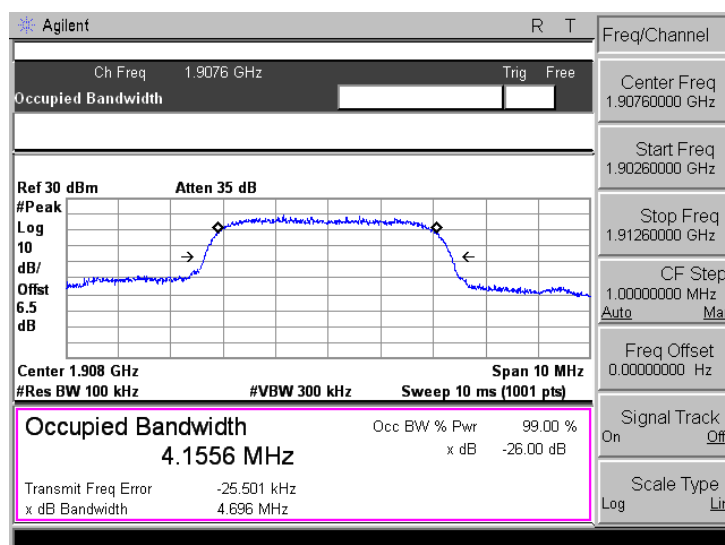 Agilent R T
Ch Freq 1.9076 GHz Trig Free
Occupied Bandwidth
Ref 30 dBm Atten 35 dB
#Peak
Log
10
dB/
Offst
6.5
dB
Center 1.908 GHz Span 10 MHz
#Res BW 100 kHz #VBW 300 kHz Sweep 10 ms (1001 pts)
Occupied Bandwidth
4.1556 MHz
Occ BW % Pwr 99.00 %
x dB -26.00 dB
Transmit Freq Error -25.501 kHz
x dB Bandwidth 4.696 MHz
Freq/Channel
Center Freq
1.90760000 GHz
Start Freq
1.90260000 GHz
Stop Freq
1.91260000 GHz
CF Step
1.00000000 MHz
Auto Ma
Freq Offset
0.00000000 Hz
Signal Track
On Off
Scale Type
Log Lin